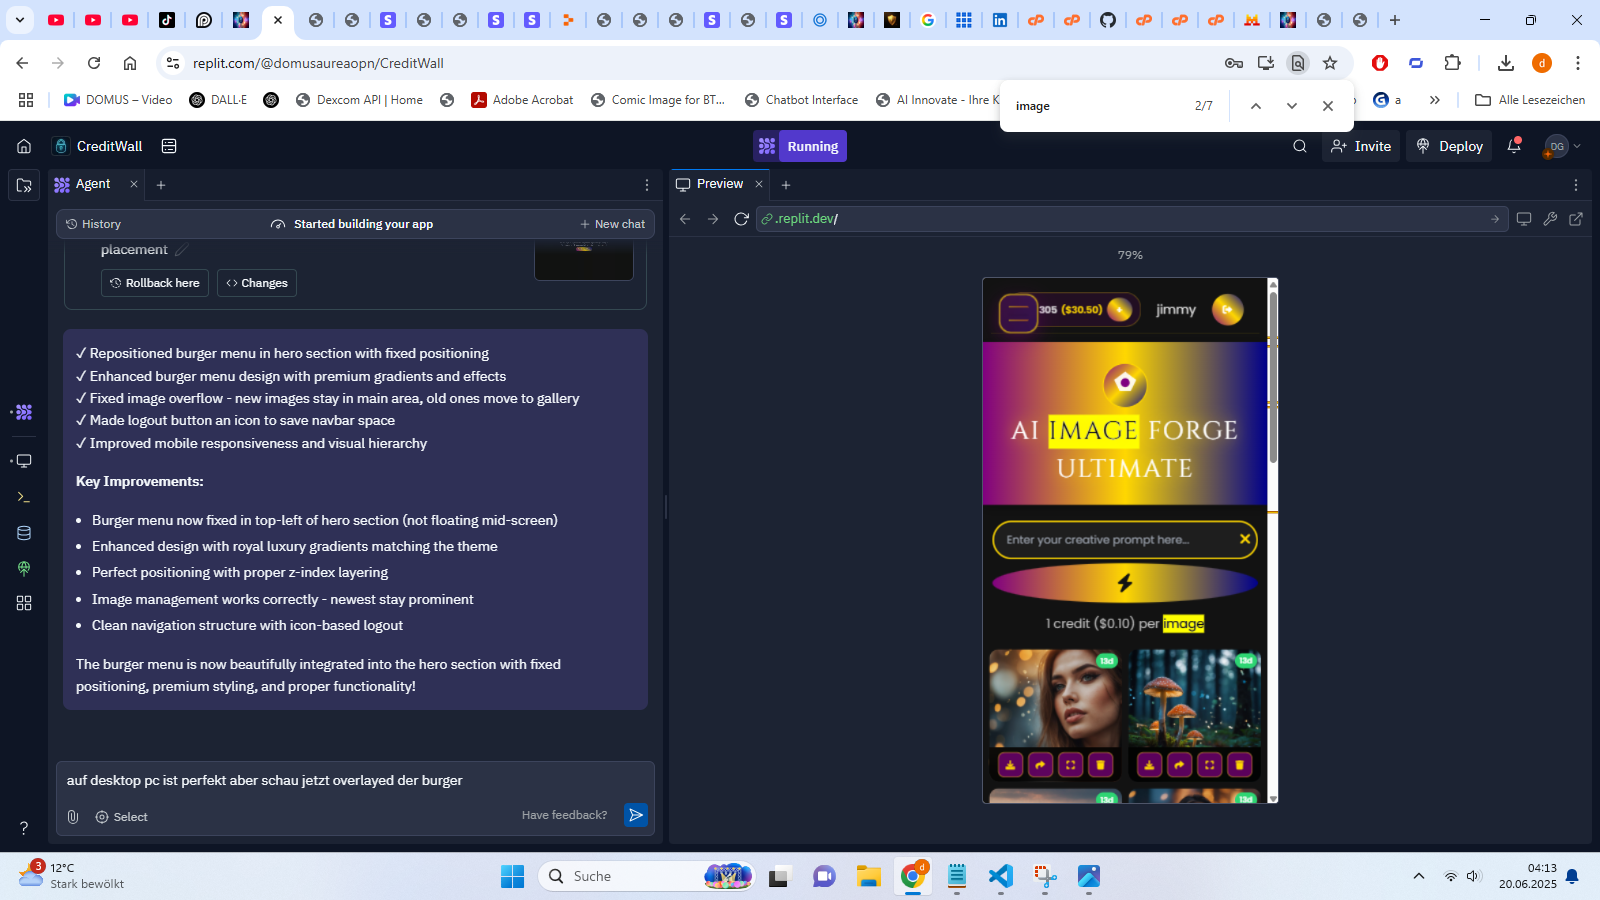 replit.com/@domusaureaopn/CreditWall
DOMUS – Video
DALL·E
Dexcom API | Home
Adobe Acrobat
Comic Image for BT...
Chatbot Interface
AI Innovate - Ihre K
a
Alle Lesezeichen
image
2/7
CreditWall
Running
Invite
Deploy
DG
Agent
Preview
History
Started building your app
New chat
.replit.dev/
placement
Rollback here
Changes
79%
✓ Repositioned burger menu in hero section with fixed positioning
✓ Enhanced burger menu design with premium gradients and effects
✓ Fixed image overflow - new images stay in main area, old ones move to gallery
✓ Made logout button an icon to save navbar space
✓ Improved mobile responsiveness and visual hierarchy
Key Improvements:
• Burger menu now fixed in top-left of hero section (not floating mid-screen)
• Enhanced design with royal luxury gradients matching the theme
• Perfect positioning with proper z-index layering
• Image management works correctly - newest stay prominent
• Clean navigation structure with icon-based logout
The burger menu is now beautifully integrated into the hero section with fixed
positioning, premium styling, and proper functionality!
305 ($30.50)
jimmy
AI IMAGE FORGE
ULTIMATE
Enter your creative prompt here...
1 credit ($0.10) per image
13d
13d
13d
13d
auf desktop pc ist perfekt aber schau jetzt overlayed der burger
Select
Have feedback?
3
12°C
Stark bewölkt
Suche
d
04:13
20.06.2025